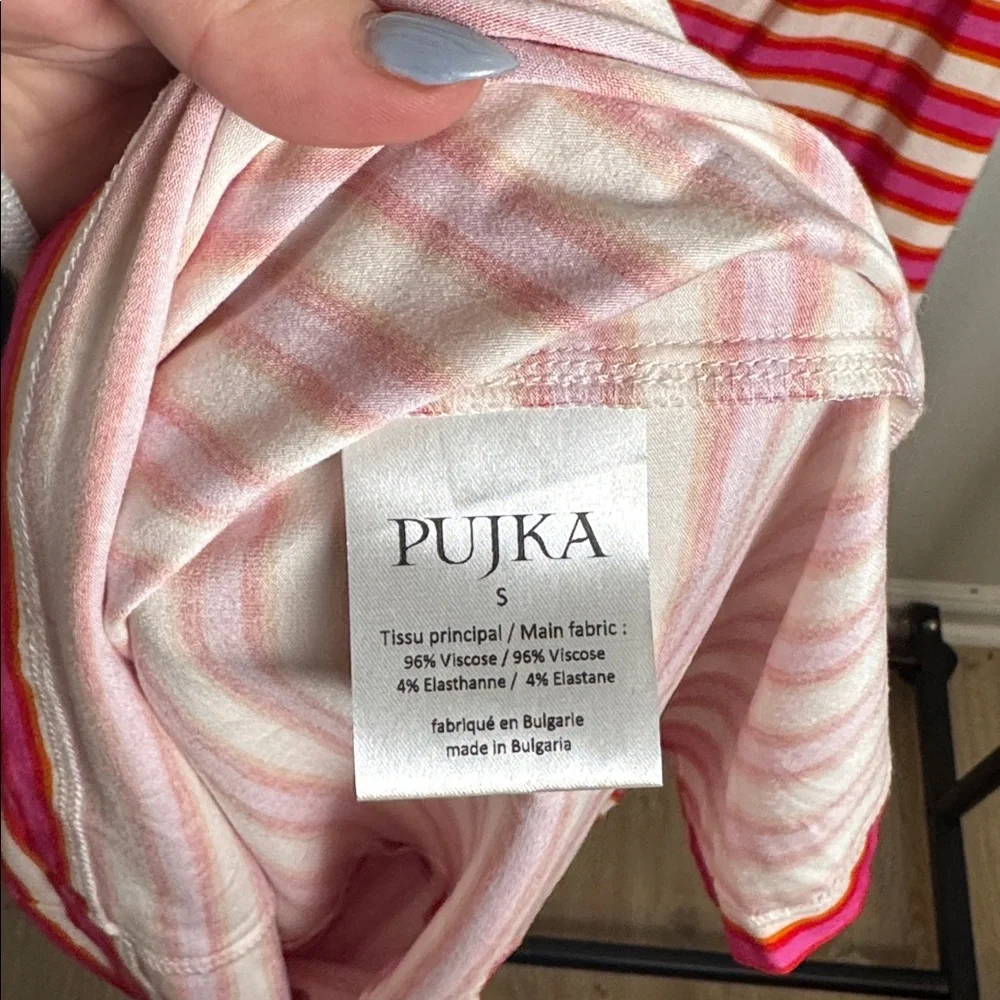 PUJKA
S
Tissu principal / Main fabric :
96% Viscose / 96% Viscose
4% Elasthanne / 4% Elastane
fabriqué en Bulgarie
made in Bulgaria